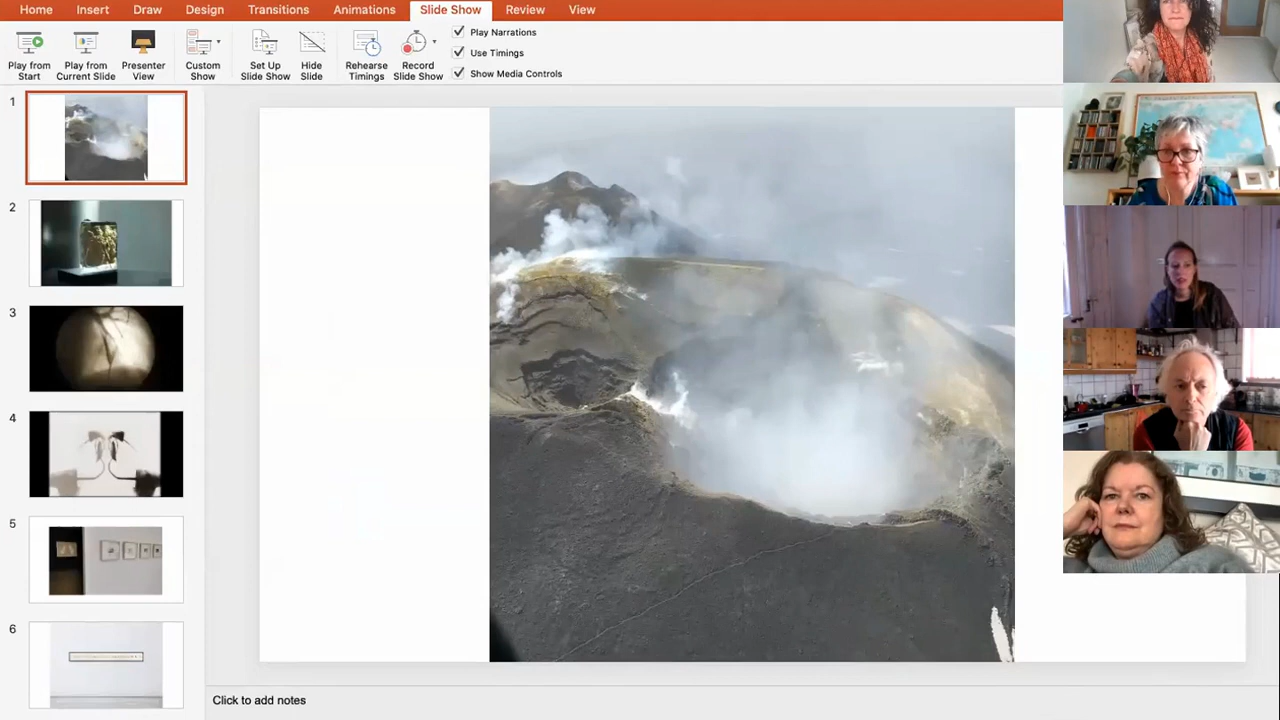 Home Insert Draw Design Transitions Animations Slide Show Review View
Play from Start
Play from Current Slide
Presenter View
Custom Show
Set Up Slide Show
Hide Slide
Rehearse Timings
Record Slide Show
Play Narrations
Use Timings
Show Media Controls
1
2
3
4
5
6
Click to add notes